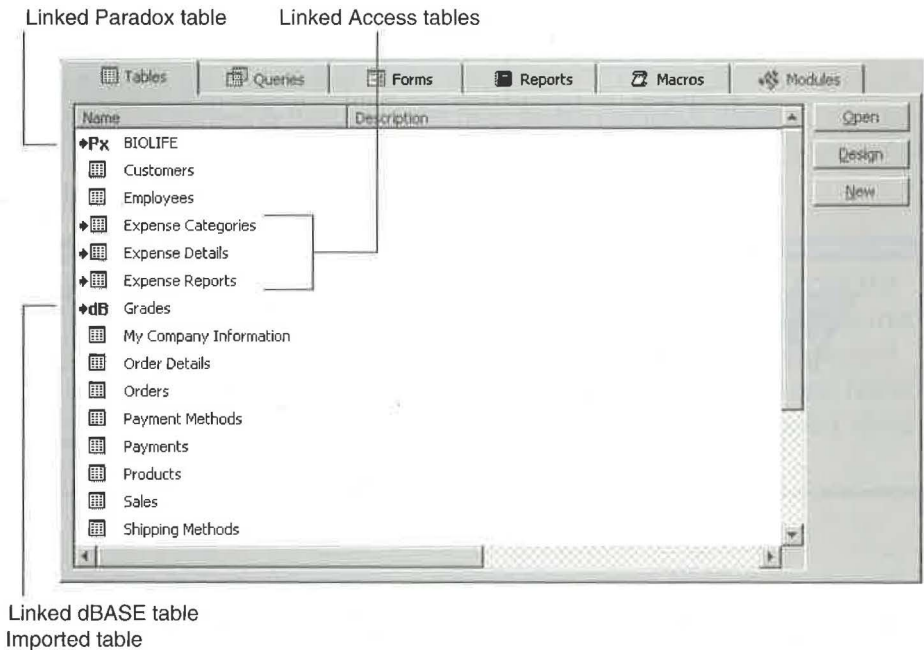 Linked Paradox table
Linked Access tables
Tables
Queries
Forms
Reports
Macros
Modules
Name
Description
Open
Design
New
Px BIOLIFE
Customers
Employees
Expense Categories
Expense Details
Expense Reports
dB Grades
My Company Information
Order Details
Orders
Payment Methods
Payments
Products
Sales
Shipping Methods
Linked dBASE table
Imported table